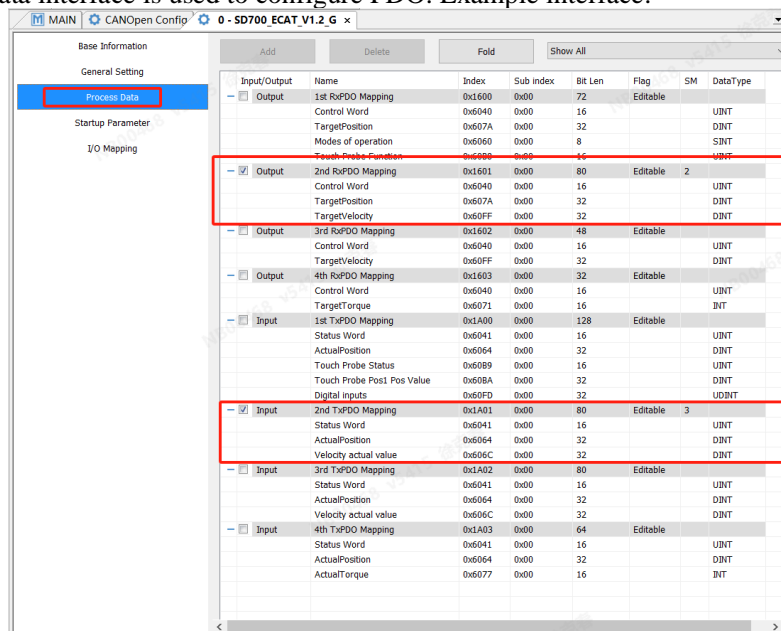 ata interface is used to configure PDO. Example interface:
MAIN CANOpen Config 0 - SD700_ECAT_V1.2_G ×
Base Information
General Setting
Process Data
Startup Parameter
I/O Mapping
Add Delete Fold Show All
Input/Output Name Index Sub index Bit Len Flag SM DataType
Output 1st RxPDO Mapping 0x1600 0x00 72 Editable
Control Word 0x6040 0x00 16 UINT
TargetPosition 0x607A 0x00 32 DINT
Modes of operation 0x6060 0x00 8 SINT
Touch Probe Function 0x60B8 0x00 16 UINT
Output 2nd RxPDO Mapping 0x1601 0x00 80 Editable 2
Control Word 0x6040 0x00 16 UINT
TargetPosition 0x607A 0x00 32 DINT
TargetVelocity 0x60FF 0x00 32 DINT
Output 3rd RxPDO Mapping 0x1602 0x00 48 Editable
Control Word 0x6040 0x00 16 UINT
TargetVelocity 0x60FF 0x00 32 DINT
Output 4th RxPDO Mapping 0x1603 0x00 32 Editable
Control Word 0x6040 0x00 16 UINT
TargetTorque 0x6071 0x00 16 INT
Input 1st TxPDO Mapping 0x1A00 0x00 128 Editable
Status Word 0x6041 0x00 16 UINT
ActualPosition 0x6064 0x00 32 DINT
Touch Probe Status 0x60B9 0x00 16 UINT
Touch Probe Pos1 Pos Value 0x60BA 0x00 32 DINT
Digital inputs 0x60FD 0x00 32 UDINT
Input 2nd TxPDO Mapping 0x1A01 0x00 80 Editable 3
Status Word 0x6041 0x00 16 UINT
ActualPosition 0x6064 0x00 32 DINT
Velocity actual value 0x606C 0x00 32 DINT
Input 3rd TxPDO Mapping 0x1A02 0x00 80 Editable
Status Word 0x6041 0x00 16 UINT
ActualPosition 0x6064 0x00 32 DINT
Velocity actual value 0x606C 0x00 32 DINT
Input 4th TxPDO Mapping 0x1A03 0x00 64 Editable
Status Word 0x6041 0x00 16 UINT
ActualPosition 0x6064 0x00 32 DINT
ActualTorque 0x6077 0x00 16 INT